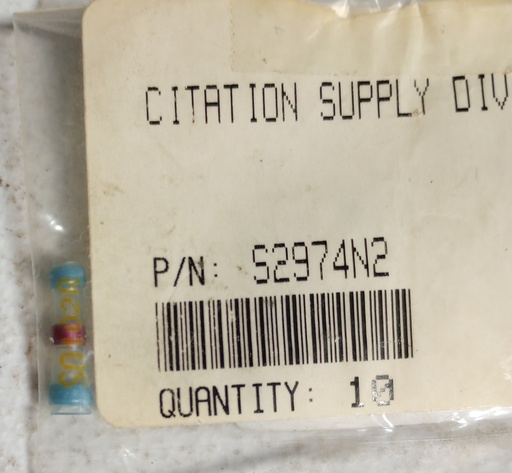 CITATION SUPPLY DIV
P/N: S2974N2
QUANTITY: 10